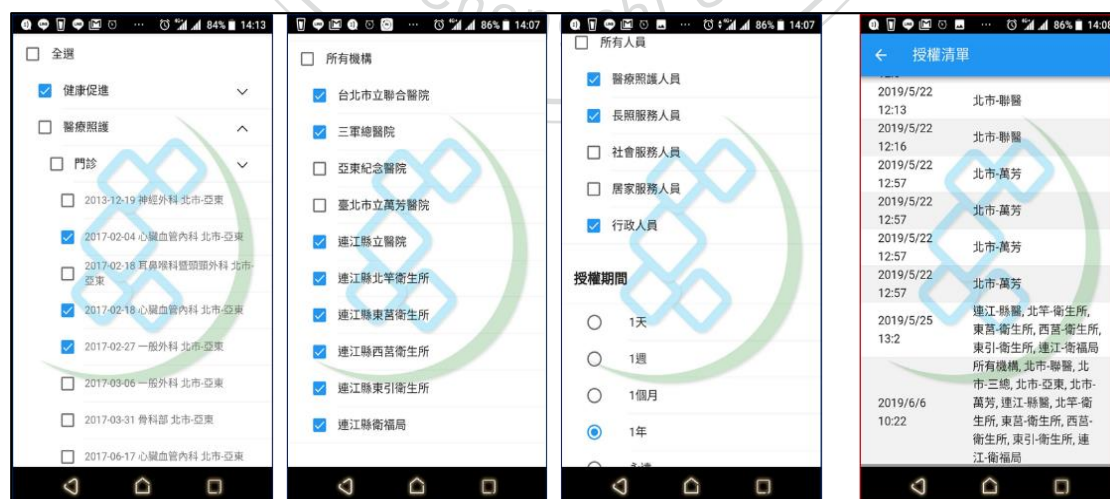 84% 14:13
全選
健康促進
醫療照護
門診
2013-12-19 神經外科 北市-亞東
2017-02-04 心臟血管內科 北市-亞東
2017-02-18 耳鼻喉科暨頭頸外科 北市-
亞東
2017-02-18 心臟血管內科 北市-亞東
2017-02-27 一般外科 北市-亞東
2017-03-06 一般外科 北市-亞東
2017-03-31 骨科部 北市-亞東
2017-06-17 心臟血管內科 北市-亞東
86% 14:07
所有機構
台北市立聯合醫院
三軍總醫院
亞東紀念醫院
臺北市立萬芳醫院
連江縣立醫院
連江縣北竿衛生所
連江縣東莒衛生所
連江縣西莒衛生所
連江縣東引衛生所
連江縣衛福局
86% 14:07
所有人員
醫療照護人員
長照服務人員
社會服務人員
居家服務人員
行政人員
授權期間
1天
1週
1個月
1年
86% 14:08
授權清單
2019/5/22
12:13
北市-聯醫
2019/5/22
12:16
北市-聯醫
2019/5/22
12:57
北市-萬芳
2019/5/22
12:57
北市-萬芳
2019/5/22
12:57
北市-萬芳
2019/5/22
12:57
北市-萬芳
2019/5/25
13:2
連江-縣醫, 北竿-衛生所,
東莒-衛生所, 西莒-衛生所,
東引-衛生所, 連江-衛福局
2019/6/6
10:22
所有機構, 北市-聯醫, 北
市-三總, 北市-亞東, 北市-
萬芳, 連江-縣醫, 北竿-衛
生所, 東莒-衛生所, 西莒-
衛生所, 東引-衛生所, 連
江-衛福局